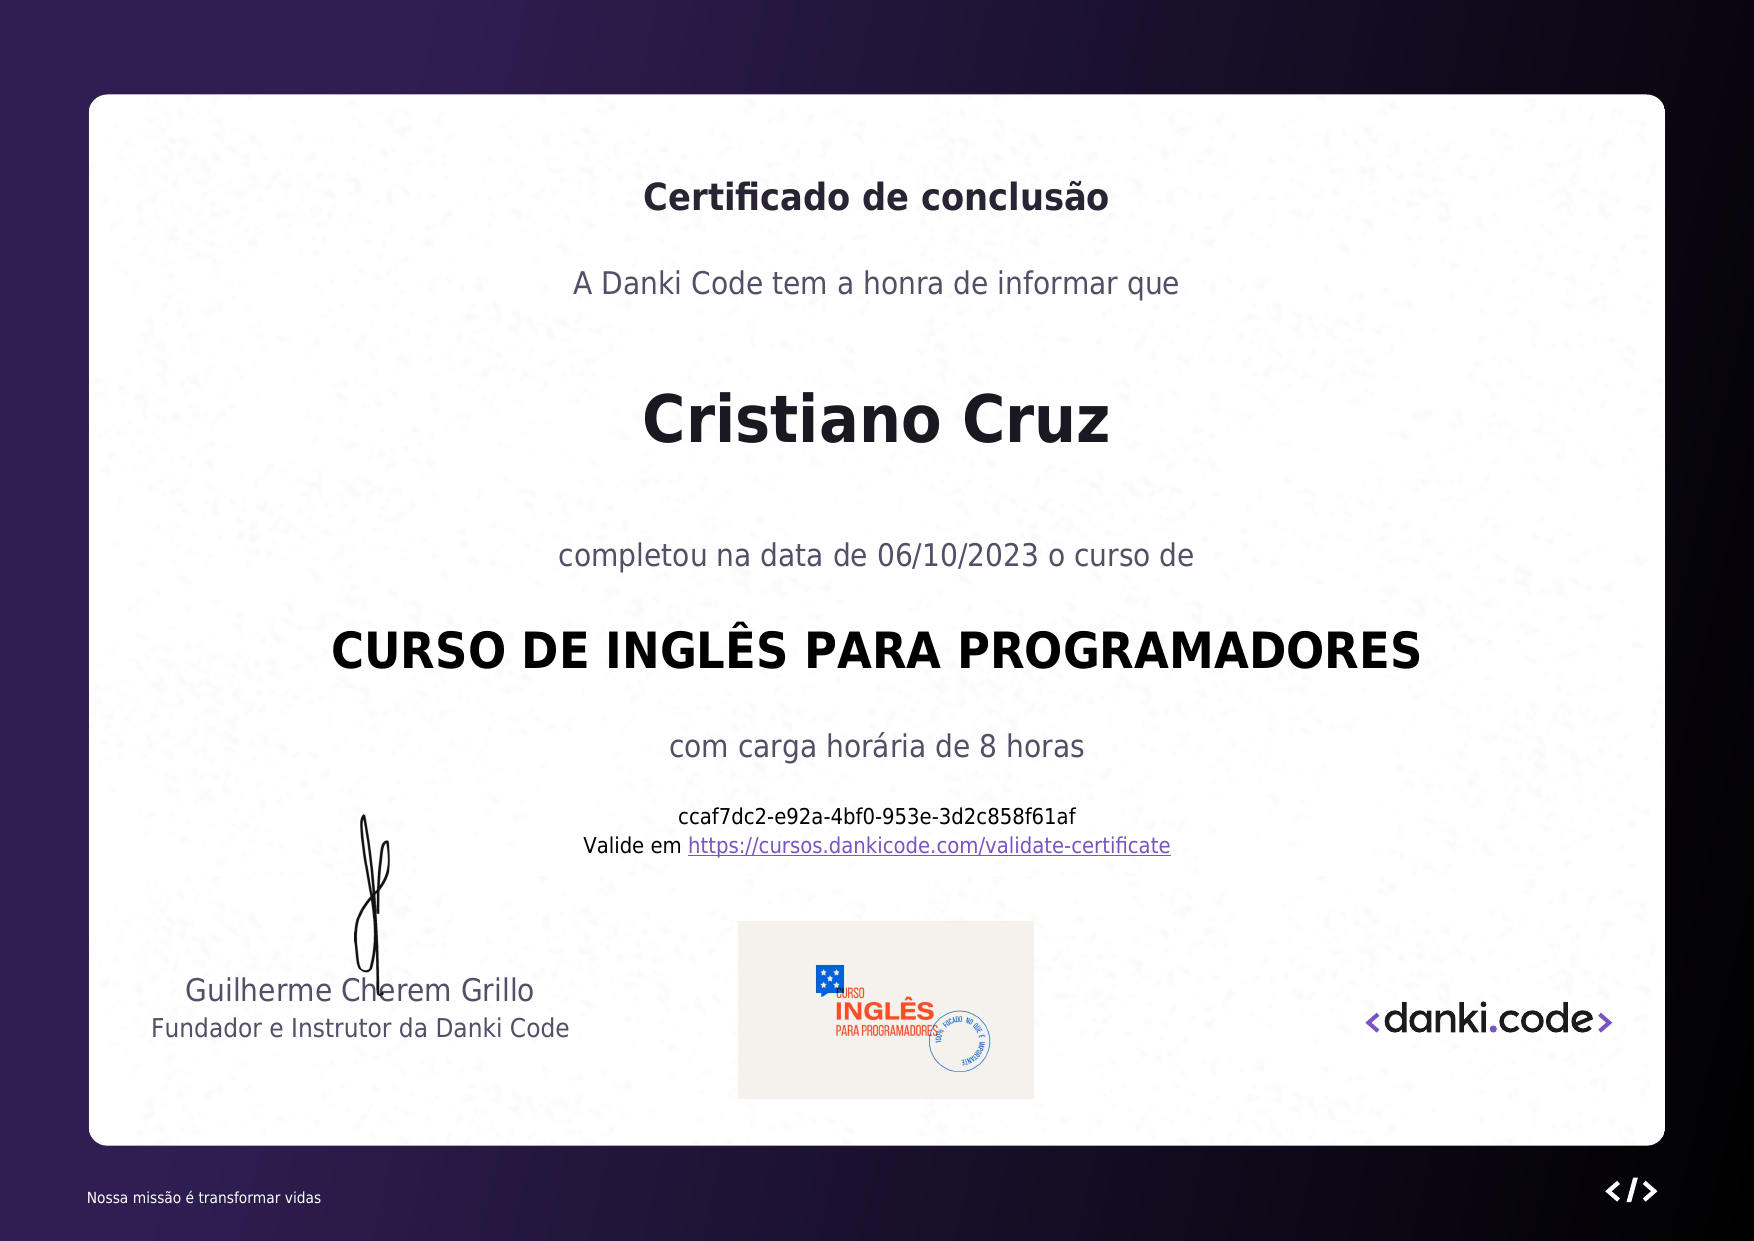 Certificado de conclusão
A Danki Code tem a honra de informar que
Cristiano Cruz
completou na data de 06/10/2023 o curso de
CURSO DE INGLÊS PARA PROGRAMADORES
com carga horária de 8 horas
ccaf7dc2-e92a-4bf0-953e-3d2c858f61af
Valide em https://cursos.dankicode.com/validate-certificate
Guilherme Cherem Grillo
Fundador e Instrutor da Danki Code
CURSO
INGLÊS
PARA PROGRAMADORES
100% FOCADO NO QUE É IMPORTANTE
<danki.code>
Nossa missão é transformar vidas
</>